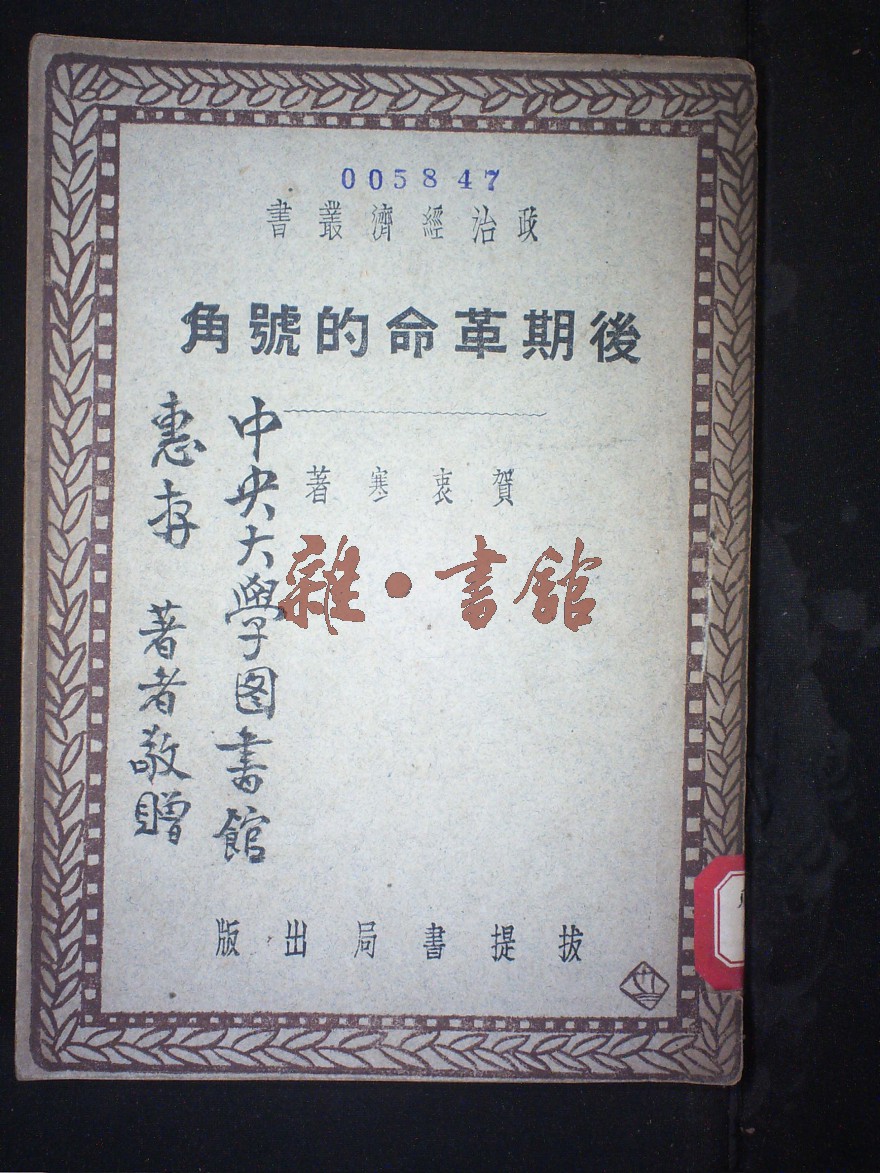 005847
政治經濟叢書
後期革命的號角
賀衷寒著
中央大學图書館
惠存 著者敬贈
雜·書館
拔提書局出版